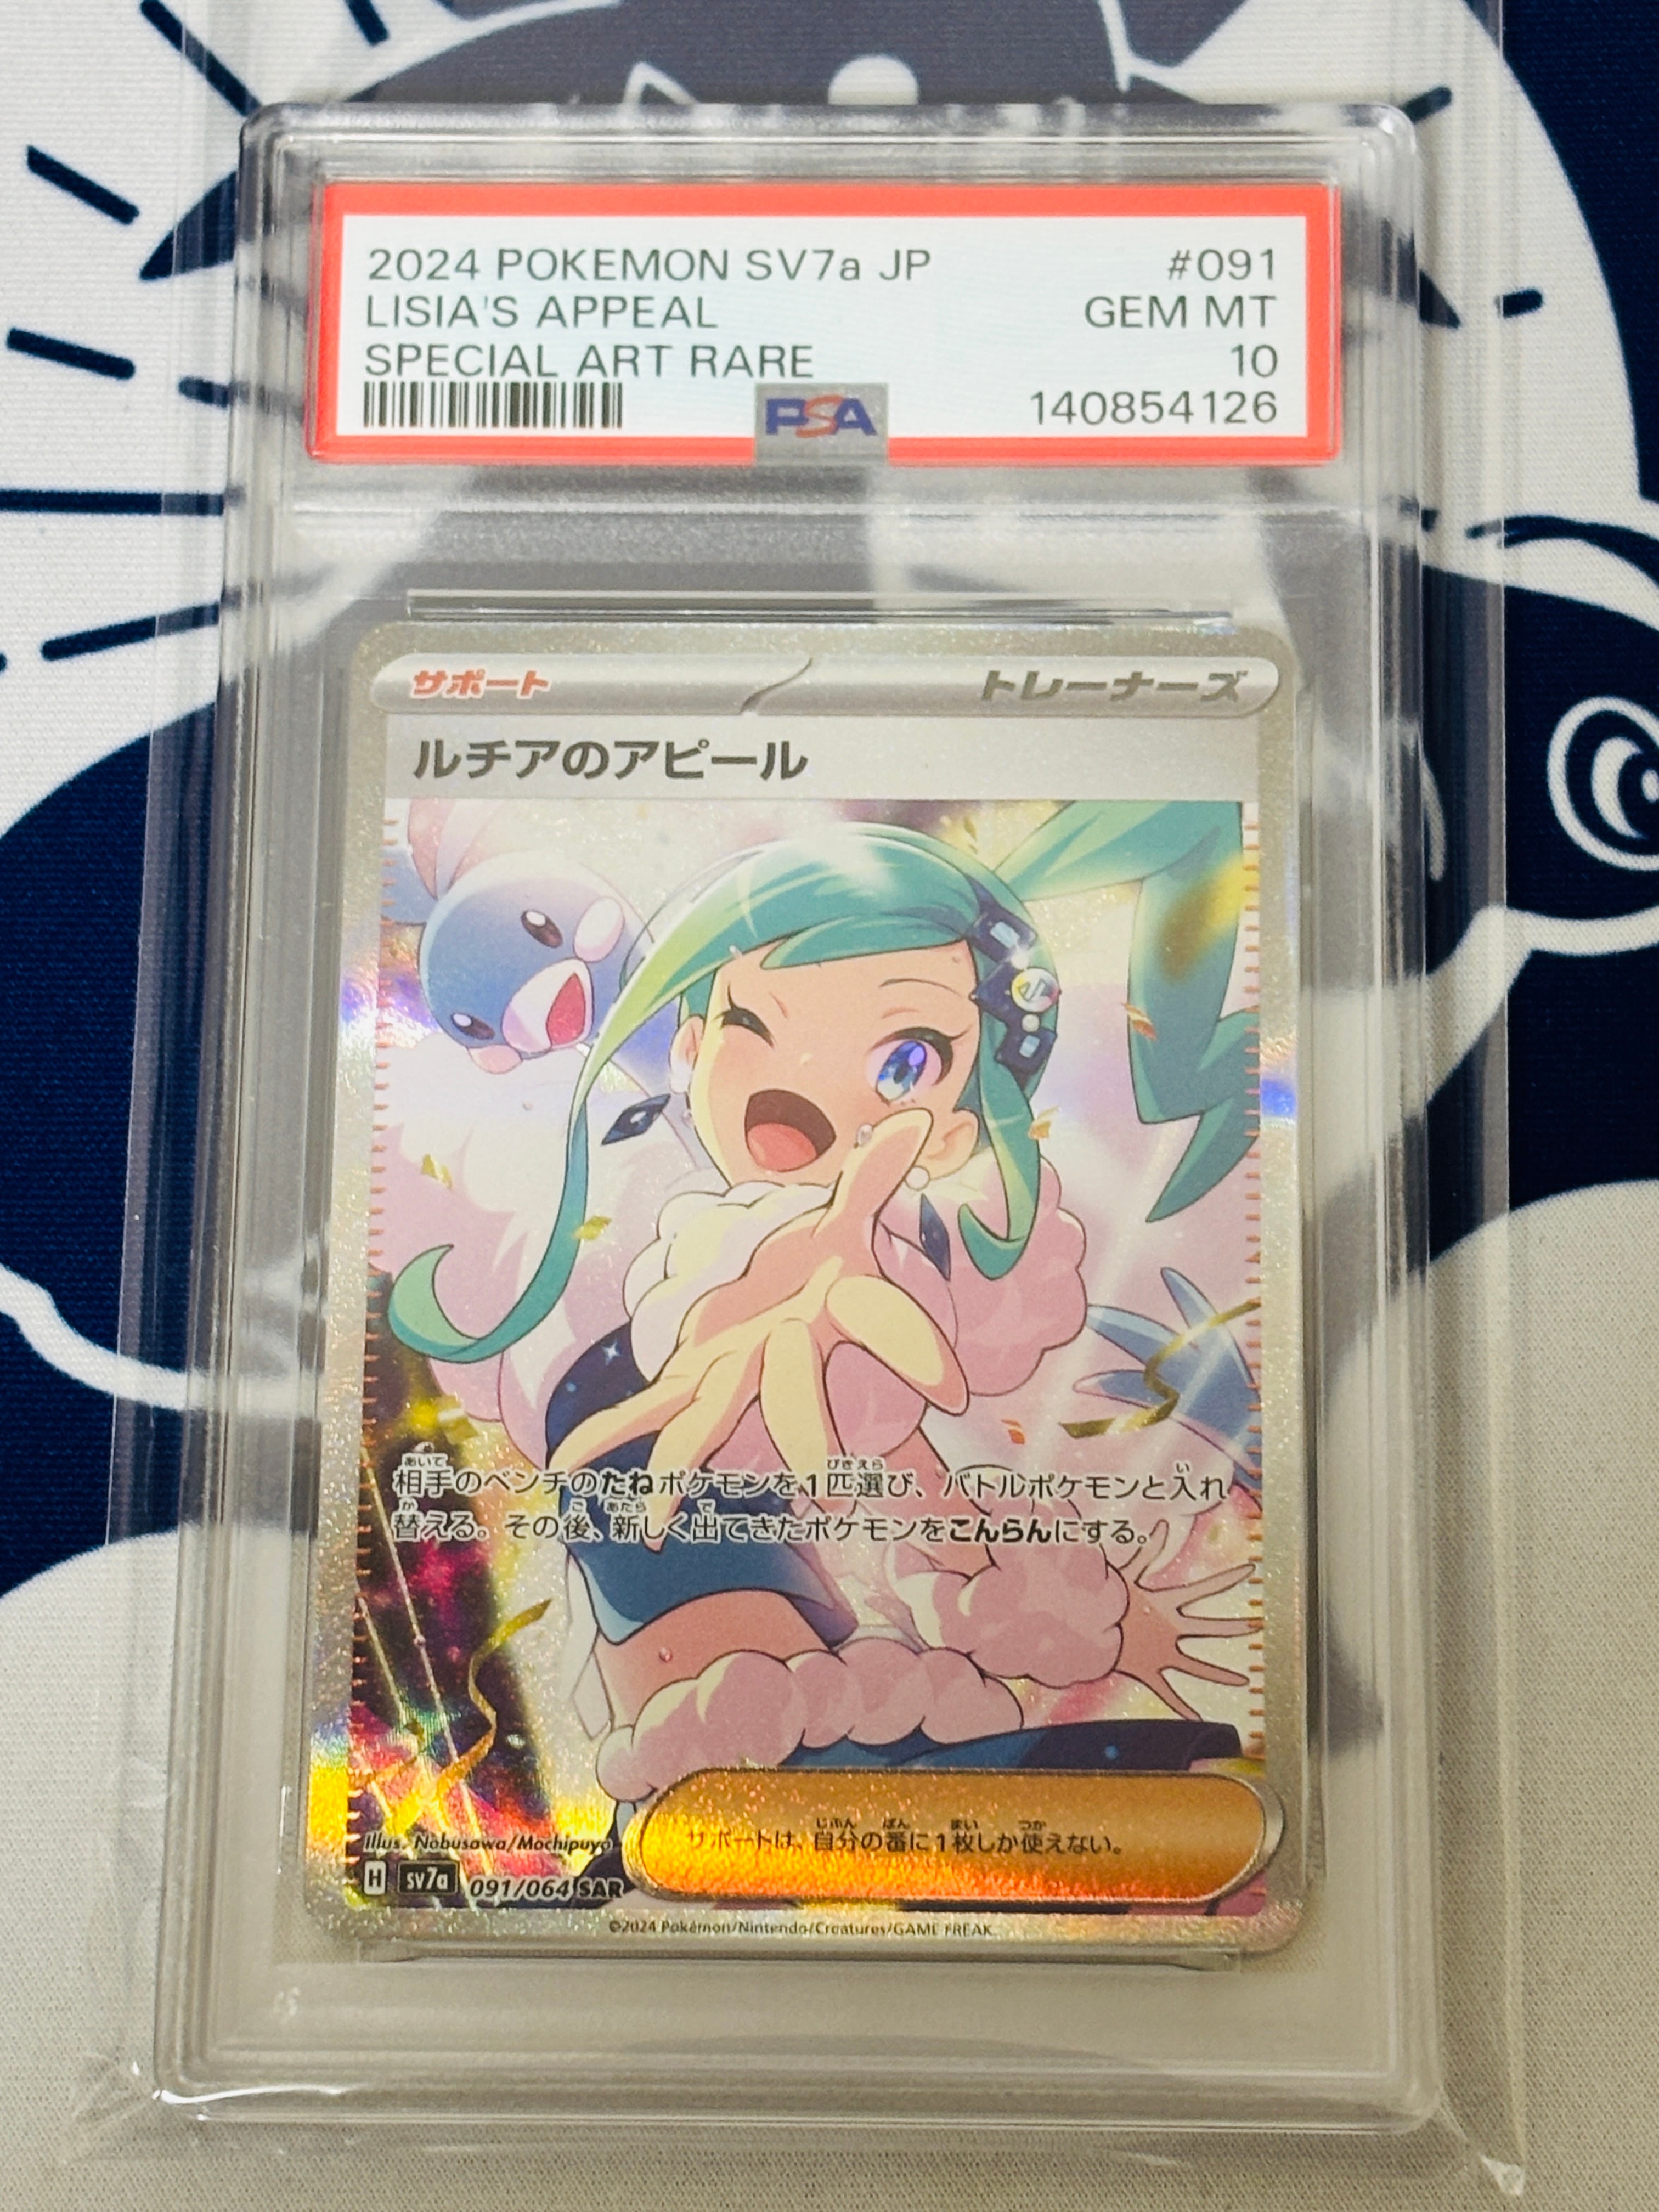 2024 POKEMON SV7a JP #091
LISIA'S APPEAL GEM MT
SPECIAL ART RARE 10
PSA 140854126
サポート トレーナーズ
ルチアのアピール
相手のベンチのたねポケモンを1匹選び、バトルポケモンと入れ
替える。その後、新しく出てきたポケモンをこんらんにする。
サポートは、自分の番に1枚しか使えない。
Illus. Nobusawa/Mochipuyo
H SV7a 091/064 SAR
©2024 Pokémon/Nintendo/Creatures/GAME FREAK